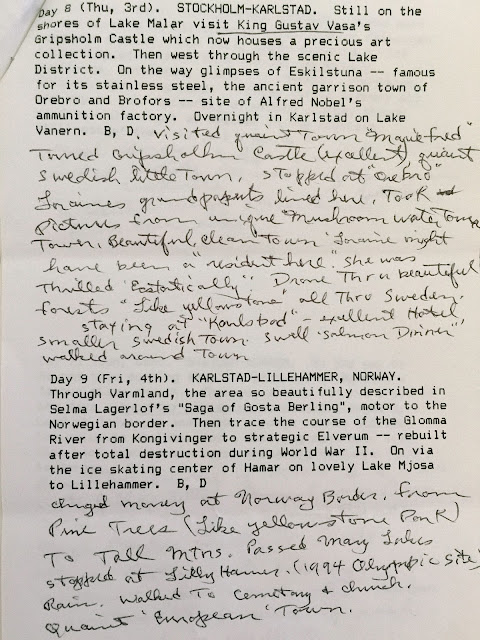 Day 8 (Thu, 3rd). STOCKHOLM-KARLSTAD. Still on the
shores of Lake Malar visit King Gustav Vasa's
Gripsholm Castle which now houses a precious art
collection. Then west through the scenic Lake
District. On the way glimpses of Eskilstuna -- famous
for its stainless steel, the ancient garrison town of
Orebro and Brofors -- site of Alfred Nobel's
ammunition factory. Overnight in Karlstad on Lake
Vanern. B, D. Visited quaint Town
Toured Gripsholm Castle (excellent), quaint
Swedish little Town. Stopped at "Orebro"
Loraines grandparents lived here. Took
pictures from unique "Mushroom water Tower
Tower. Beautiful, clean Town Loraine might
have been a "resident here". She was
Thrilled 'Ecstatically'. Drove Thru beautiful
forests "Like yellowstone" all Thru Sweden.
staying at "Karlstad" - excellent Hotel
smaller Swedish Town. Swell 'Salmon Dinner'
walked around Town
Day 9 (Fri, 4th). KARLSTAD-LILLEHAMMER, NORWAY.
Through Varmland, the area so beautifully described in
Selma Lagerlof's "Saga of Gosta Berling", motor to the
Norwegian border. Then trace the course of the Glomma
River from Kongivinger to strategic Elverum -- rebuilt
after total destruction during World War II. On via
the ice skating center of Hamar on lovely Lake Mjosa
to Lillehammer. B, D
money at Norway Border. from
Pine Trees (Like yellowstone Park)
To Tall Mtns. Passed Many Lakes
stopped at Lilly Hamer. (1994 Olympic Site)
Rain. Walked To Cemetary & church.
Quaint 'European' Town.